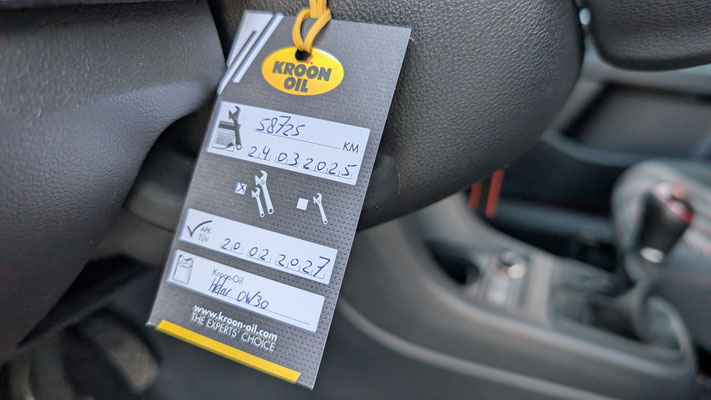 KROON
OIL
58725 KM
24 03 2025
APK
TÜV
20 02 2027
Kroon-Oil
Helar 0W30
www.kroon-oil.com
THE EXPERTS' CHOICE